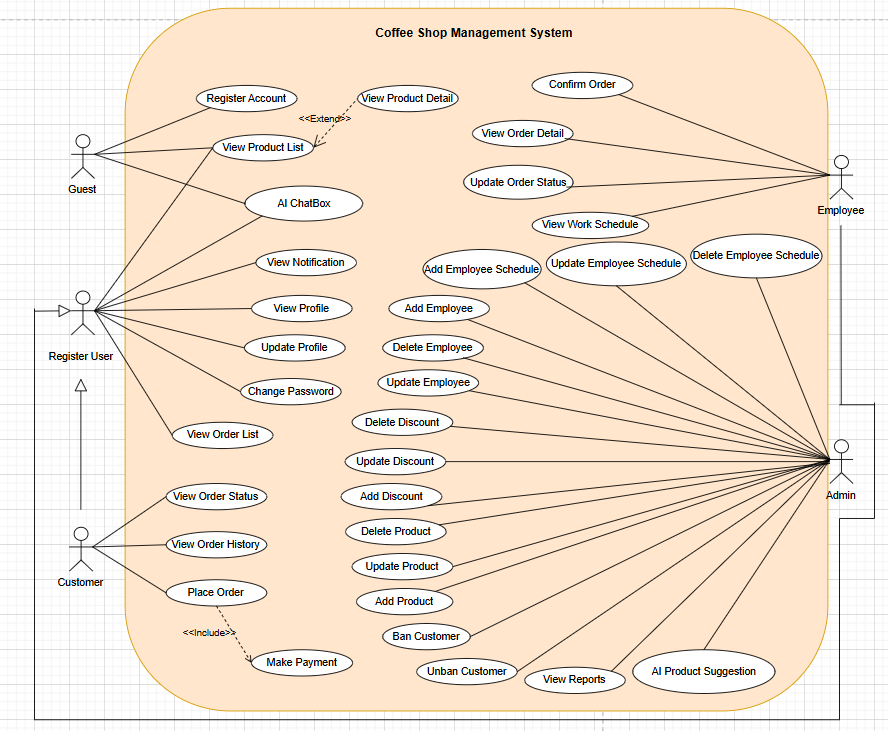 Coffee Shop Management System
Register Account
View Product Detail
Confirm Order
<<Extend>>
View Product List
View Order Detail
Guest
Update Order Status
Employee
AI ChatBox
View Work Schedule
View Notification
Add Employee Schedule
Update Employee Schedule
Delete Employee Schedule
View Profile
Add Employee
Register User
Update Profile
Delete Employee
Change Password
Update Employee
View Order List
Delete Discount
Update Discount
View Order Status
Add Discount
Admin
View Order History
Delete Product
Customer
Update Product
Place Order
Add Product
<<Include>>
Ban Customer
Make Payment
Unban Customer
View Reports
AI Product Suggestion